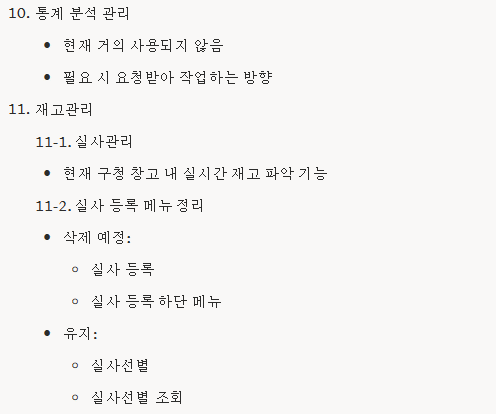 10. 통계 분석 관리
• 현재 거의 사용되지 않음
• 필요 시 요청받아 작업하는 방향
11. 재고관리
11-1. 실사관리
• 현재 구청 창고 내 실시간 재고 파악 기능
11-2. 실사 등록 메뉴 정리
• 삭제 예정:
○ 실사 등록
○ 실사 등록 하단 메뉴
• 유지:
○ 실사선별
○ 실사선별 조회